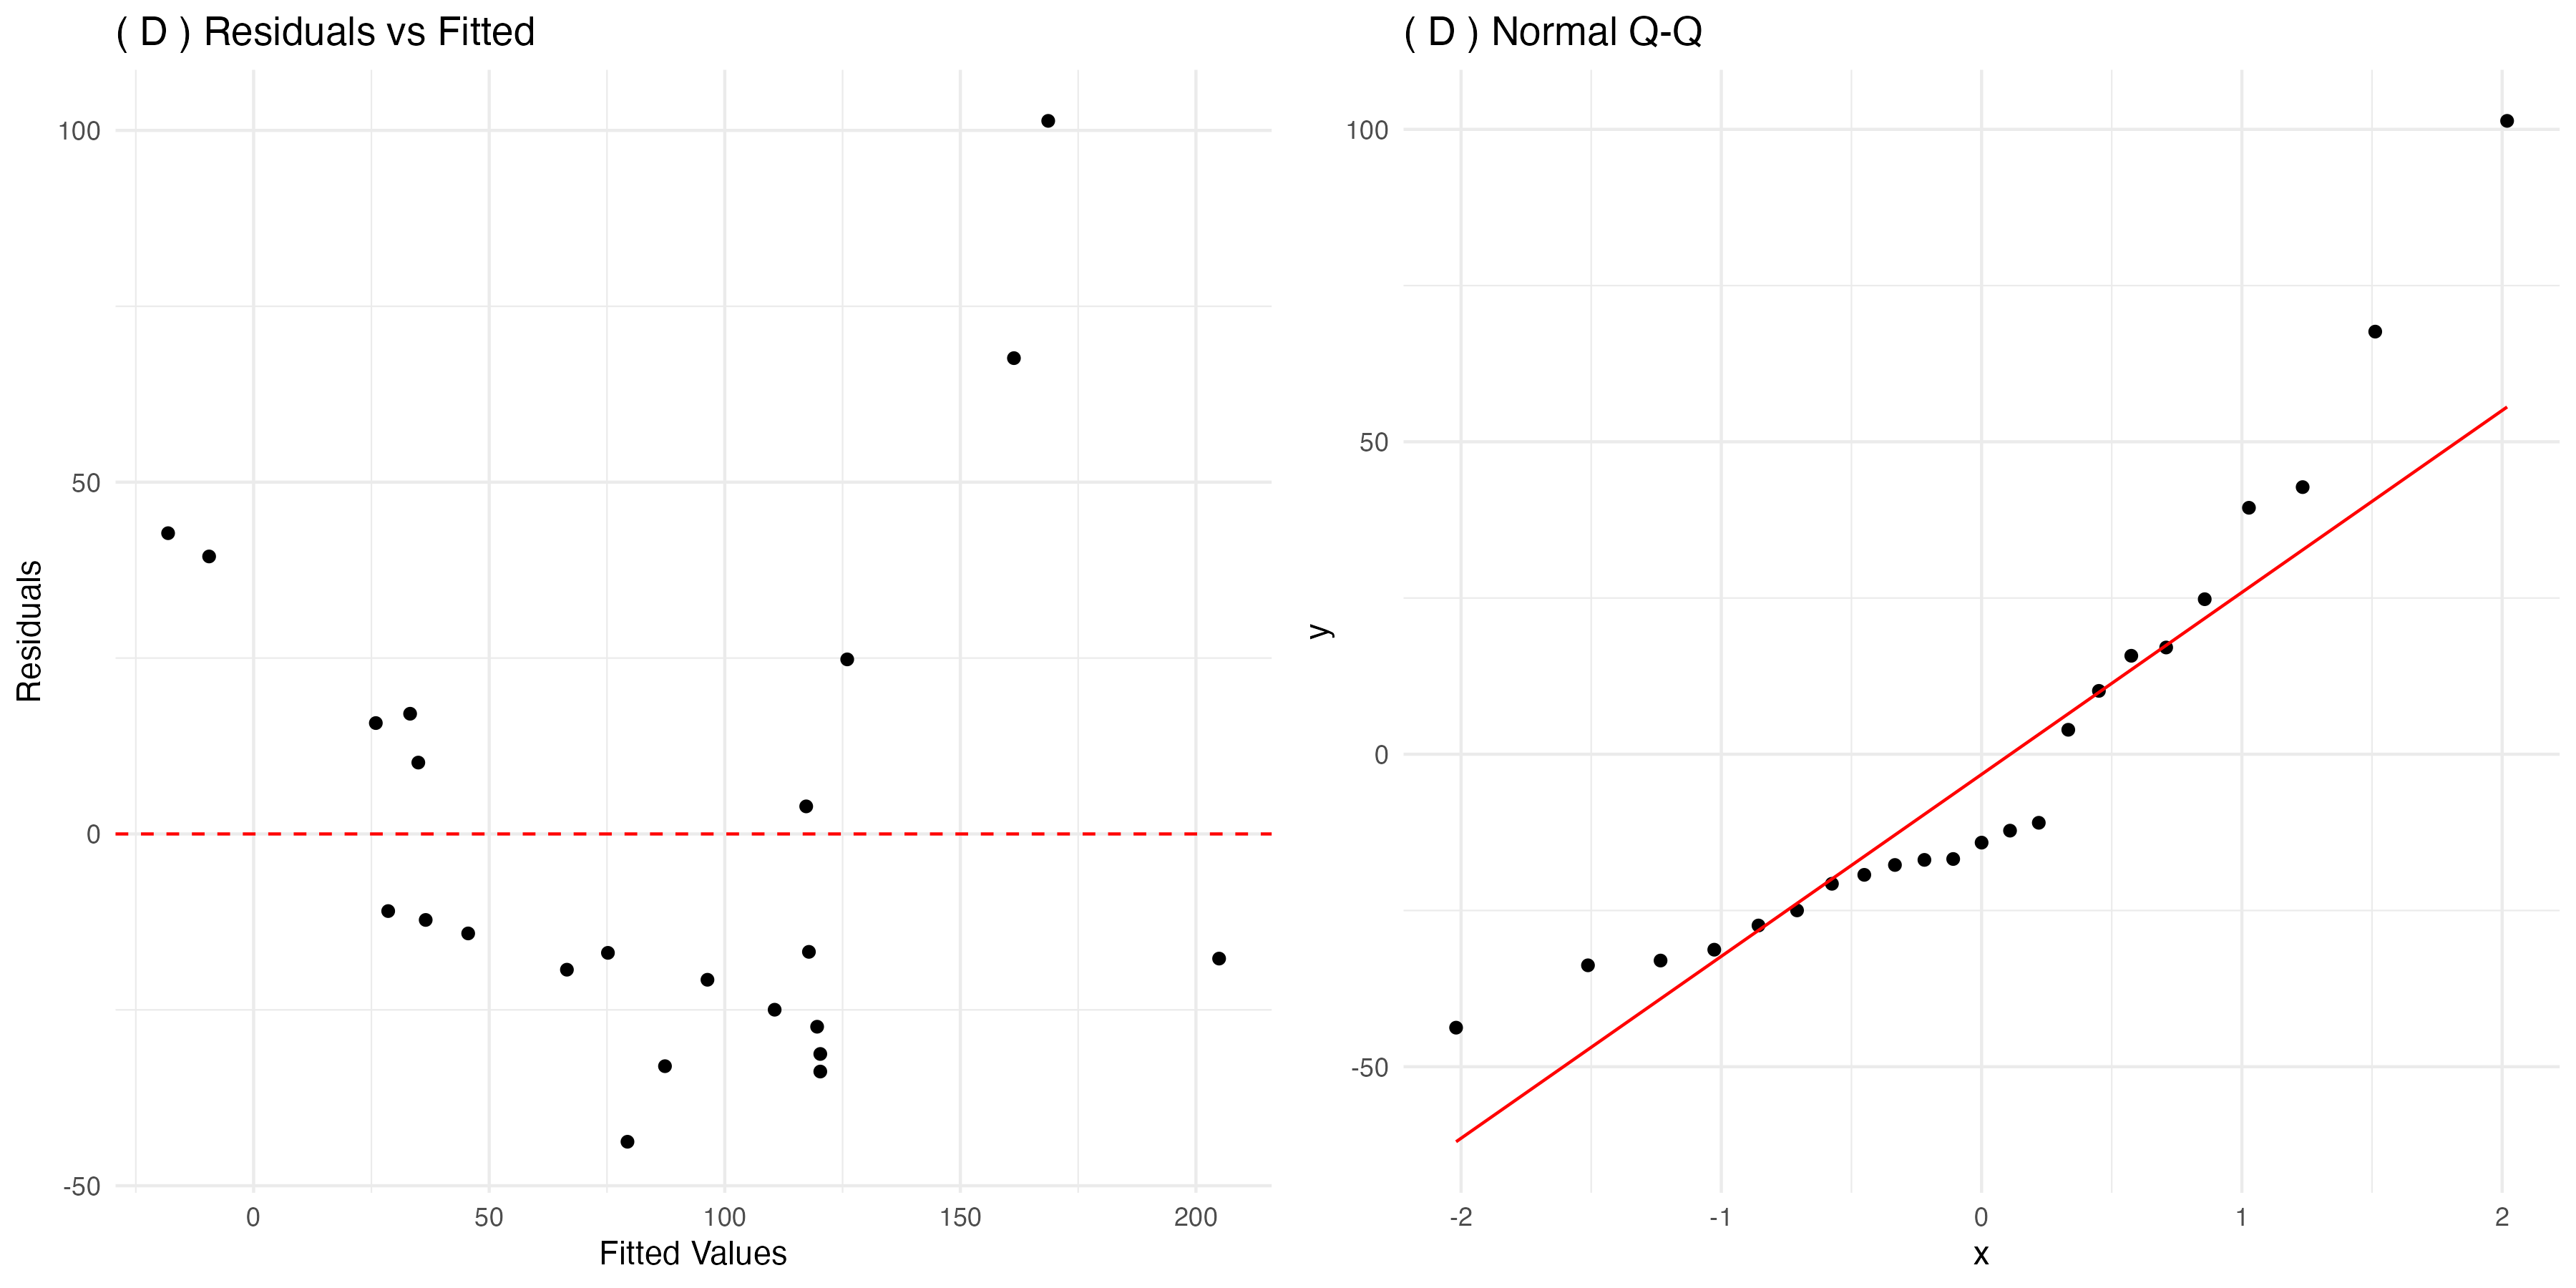 ( D ) Residuals vs Fitted
100
50
0
-50
Residuals
0 50 100 150 200
Fitted Values
( D ) Normal Q-Q
100
50
0
-50
y
-2 -1 0 1 2
x